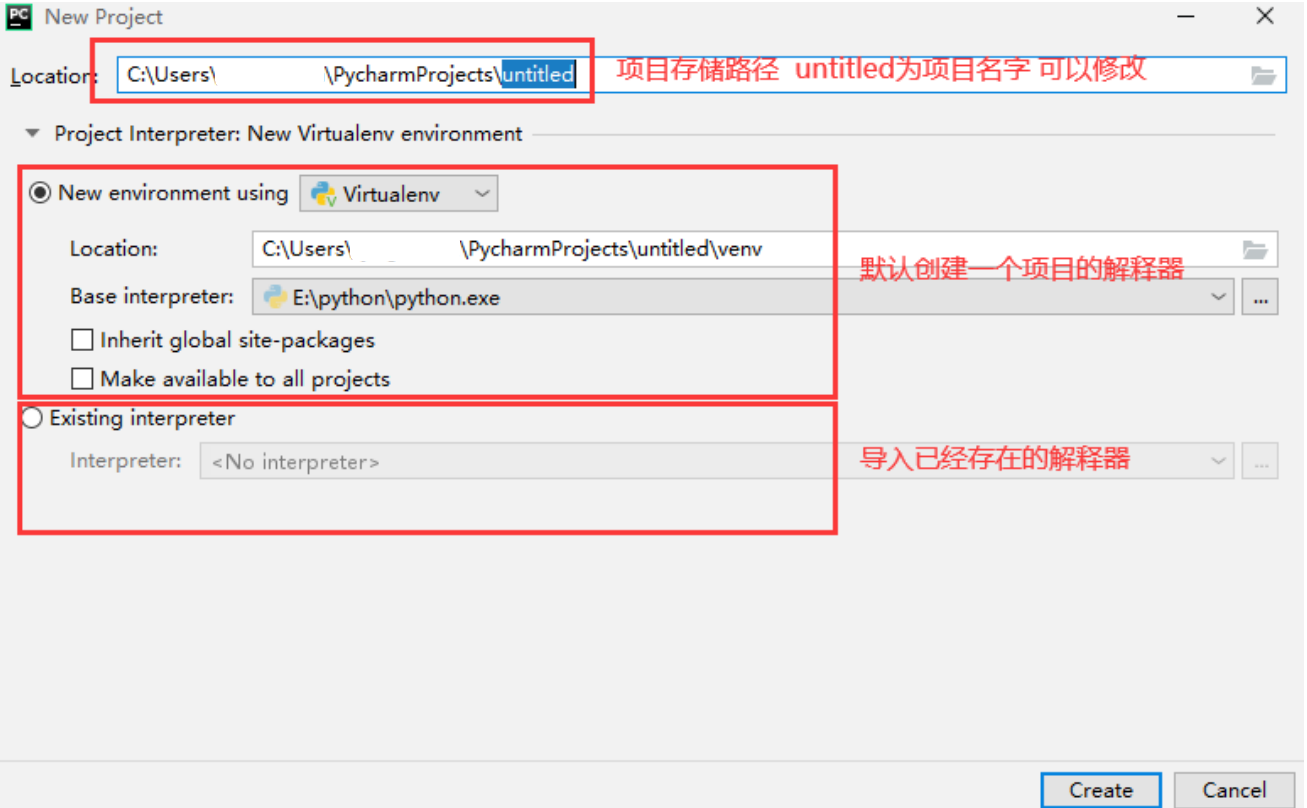 PC New Project
Location: C:\Users\ \PycharmProjects\untitled 项目存储路径 untitled为项目名字 可以修改
Project Interpreter: New Virtualenv environment
New environment using Virtualenv
Location: C:\Users\ \PycharmProjects\untitled\venv
默认创建一个项目的解释器
Base interpreter: E:\python\python.exe ...
Inherit global site-packages
Make available to all projects
Existing interpreter
Interpreter: <No interpreter> 导入已经存在的解释器 ...
Create Cancel